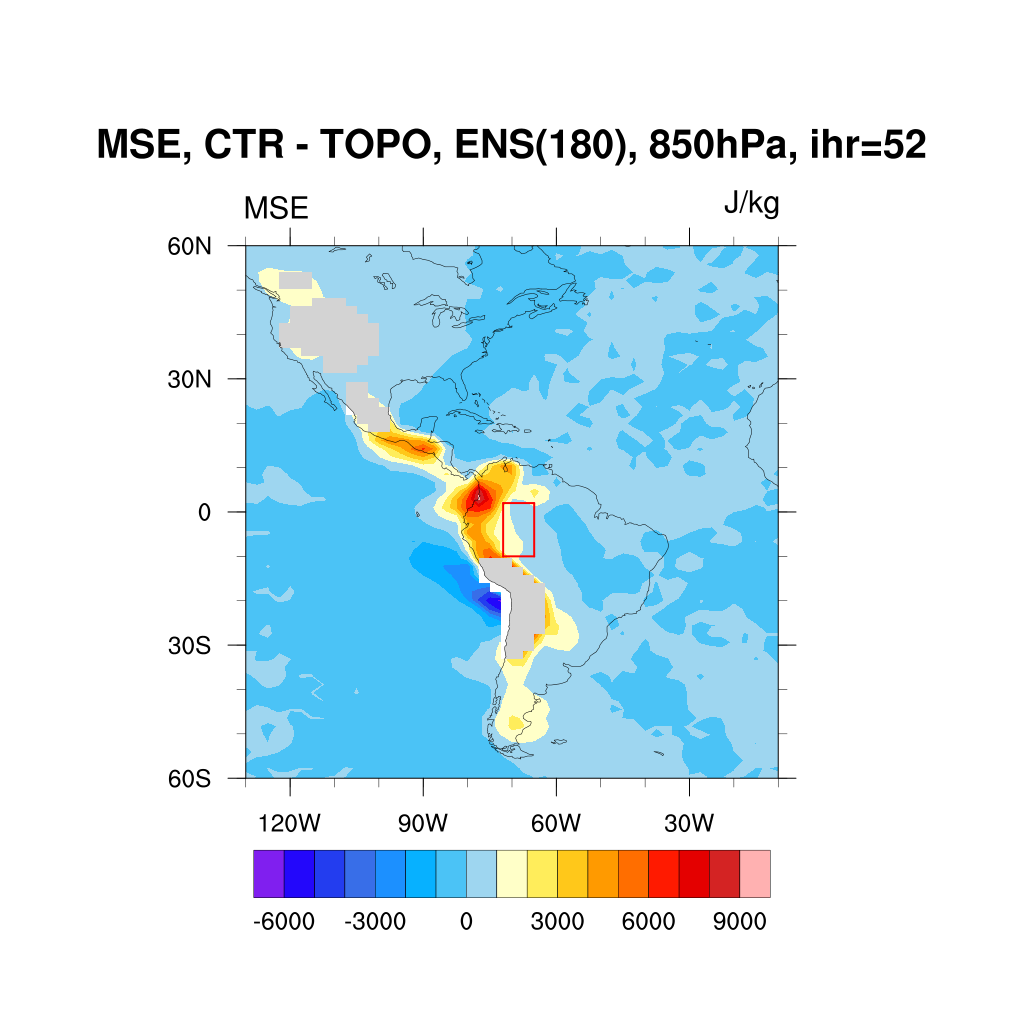 MSE, CTR - TOPO, ENS(180), 850hPa, ihr=52
MSE J/kg
60N
30N
0
30S
60S
120W 90W 60W 30W
-6000 -3000 0 3000 6000 9000